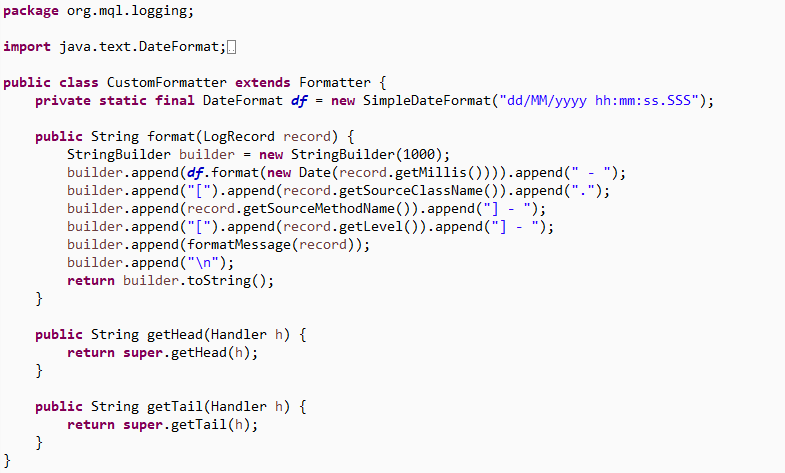 package org.mql.logging;
import java.text.DateFormat;
public class CustomFormatter extends Formatter {
private static final DateFormat df = new SimpleDateFormat("dd/MM/yyyy hh:mm:ss.SSS");
public String format(LogRecord record) {
StringBuilder builder = new StringBuilder(1000);
builder.append(df.format(new Date(record.getMillis()))).append(" - ");
builder.append("[").append(record.getSourceClassName()).append(".");
builder.append(record.getSourceMethodName()).append("] - ");
builder.append("[").append(record.getLevel()).append("] - ");
builder.append(formatMessage(record));
builder.append("\n");
return builder.toString();
}
public String getHead(Handler h) {
return super.getHead(h);
}
public String getTail(Handler h) {
return super.getTail(h);
}
}